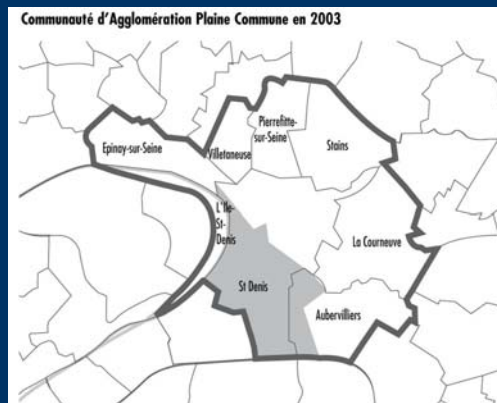 Communauté d'Agglomération Plaine Commune en 2003
Epinay-sur-Seine
Villetaneuse
Pierrefitte-
sur-Seine
Stains
L'Ile-
St-
Denis
La Courneuve
St Denis
Aubervilliers